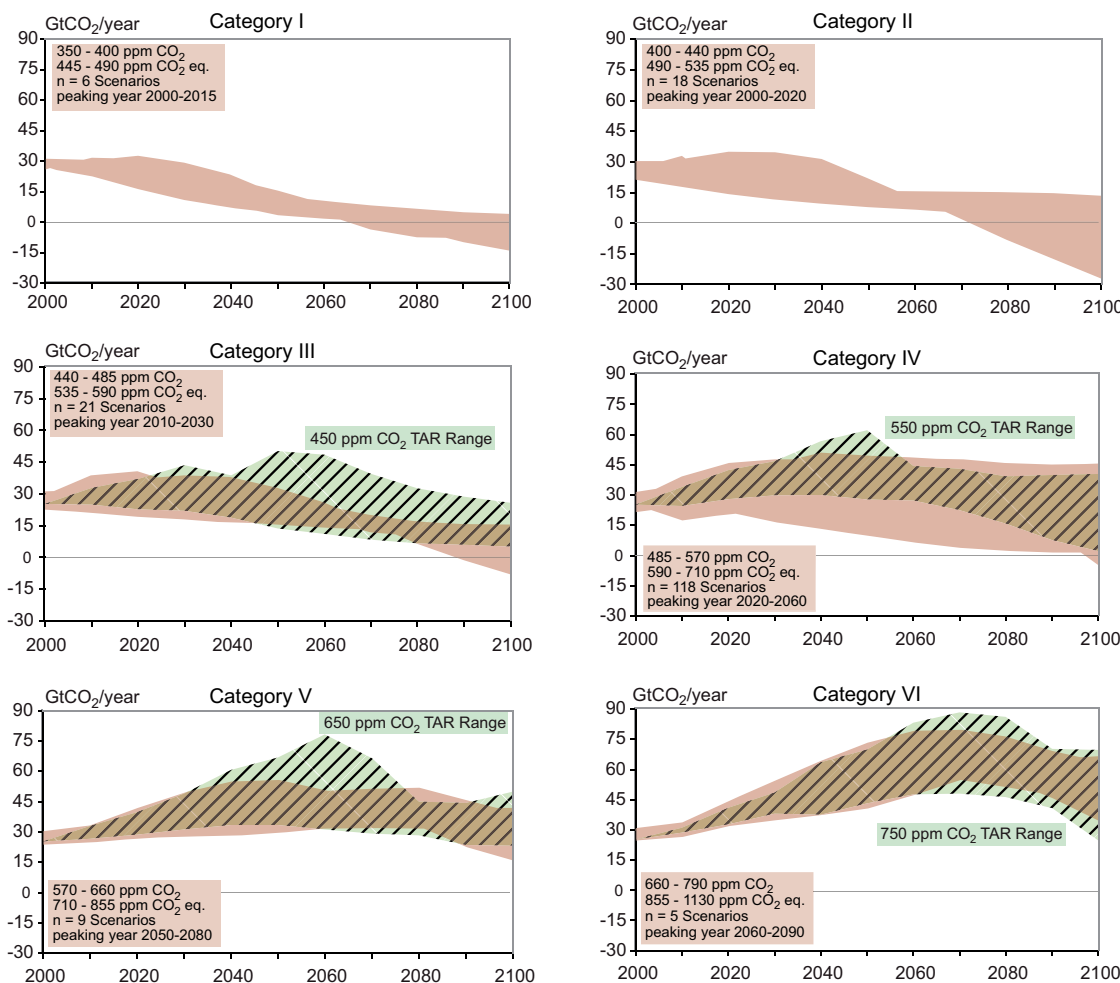 GtCO2/year Category I
90
75
60
45
30
15
0
-15
-30
350 - 400 ppm CO2
445 - 490 ppm CO2 eq.
n = 6 Scenarios
peaking year 2000-2015
2000 2020 2040 2060 2080 2100
GtCO2/year Category II
90
75
60
45
30
15
0
-15
-30
400 - 440 ppm CO2
490 - 535 ppm CO2 eq.
n = 18 Scenarios
peaking year 2000-2020
2000 2020 2040 2060 2080 2100
GtCO2/year Category III
90
75
60
45
30
15
0
-15
-30
440 - 485 ppm CO2
535 - 590 ppm CO2 eq.
n = 21 Scenarios
peaking year 2010-2030
450 ppm CO2 TAR Range
2000 2020 2040 2060 2080 2100
GtCO2/year Category IV
90
75
60
45
30
15
0
-15
-30
550 ppm CO2 TAR Range
485 - 570 ppm CO2
590 - 710 ppm CO2 eq.
n = 118 Scenarios
peaking year 2020-2060
2000 2020 2040 2060 2080 2100
GtCO2/year Category V
90
75
60
45
30
15
0
-15
-30
650 ppm CO2 TAR Range
570 - 660 ppm CO2
710 - 855 ppm CO2 eq.
n = 9 Scenarios
peaking year 2050-2080
2000 2020 2040 2060 2080 2100
GtCO2/year Category VI
90
75
60
45
30
15
0
-15
-30
750 ppm CO2 TAR Range
660 - 790 ppm CO2
855 - 1130 ppm CO2 eq.
n = 5 Scenarios
peaking year 2060-2090
2000 2020 2040 2060 2080 2100